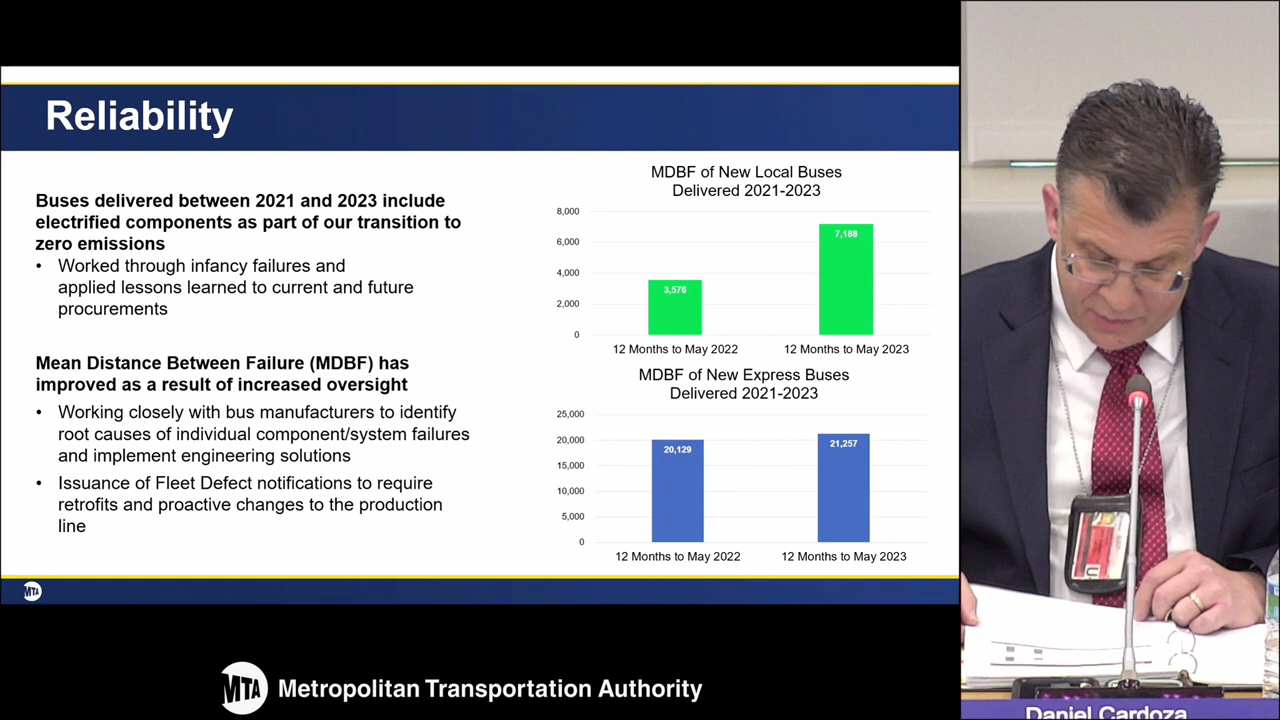 Reliability
Buses delivered between 2021 and 2023 include
electrified components as part of our transition to
zero emissions
• Worked through infancy failures and
applied lessons learned to current and future
procurements
Mean Distance Between Failure (MDBF) has
improved as a result of increased oversight
• Working closely with bus manufacturers to identify
root causes of individual component/system failures
and implement engineering solutions
• Issuance of Fleet Defect notifications to require
retrofits and proactive changes to the production
line
MDBF of New Local Buses
Delivered 2021-2023
8,000
6,000
4,000
2,000
0
3,576
7,188
12 Months to May 2022
12 Months to May 2023
MDBF of New Express Buses
Delivered 2021-2023
25,000
20,000
15,000
10,000
5,000
0
20,129
21,257
12 Months to May 2022
12 Months to May 2023
MTA
MTA Metropolitan Transportation Authority
Daniel Cardoza